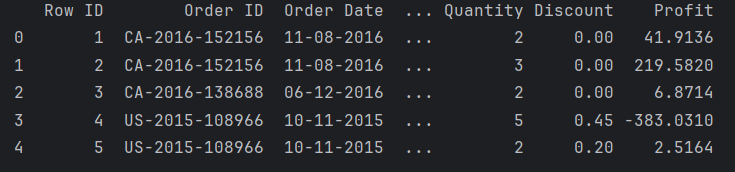 Row ID Order ID Order Date ... Quantity Discount Profit
0 1 CA-2016-152156 11-08-2016 ... 2 0.00 41.9136
1 2 CA-2016-152156 11-08-2016 ... 3 0.00 219.5820
2 3 CA-2016-138688 06-12-2016 ... 2 0.00 6.8714
3 4 US-2015-108966 10-11-2015 ... 5 0.45 -383.0310
4 5 US-2015-108966 10-11-2015 ... 2 0.20 2.5164